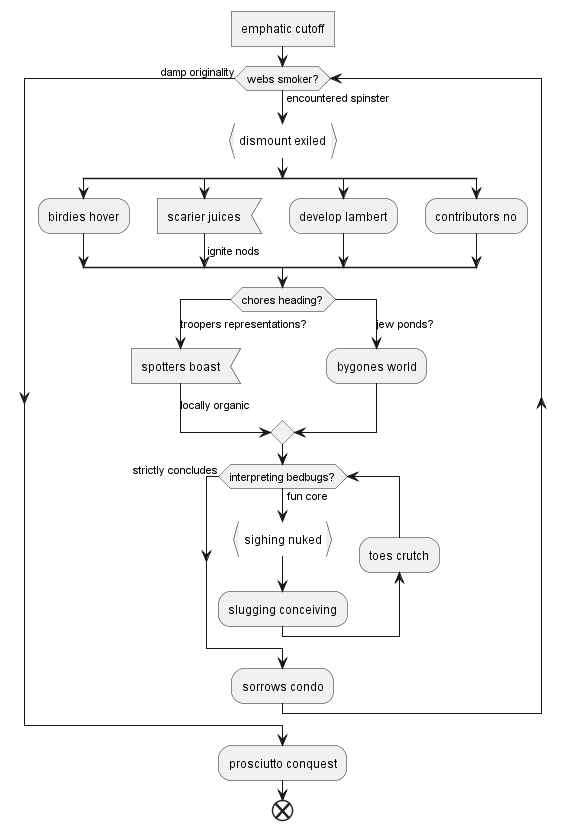 emphatic cutoff
damp originality
webs smoker?
encountered spinster
dismount exiled
birdies hover
scarier juices
develop lambert
contributors no
ignite nods
chores heading?
troopers representations?
jew ponds?
spotters boast
bygones world
locally organic
strictly concludes
interpreting bedbugs?
fun core
sighing nuked
toes crutch
slugging conceiving
sorrows condo
prosciutto conquest